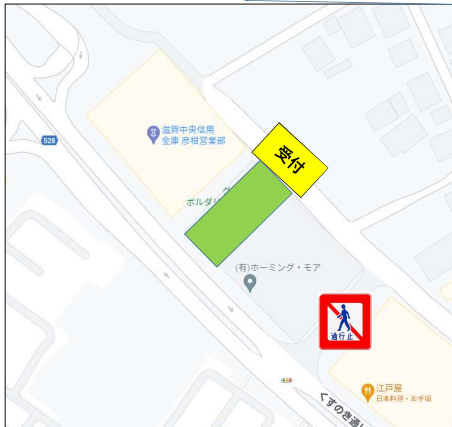 滋賀中央信用
金庫 彦根営業部
528
受付
ボルダリ
(有)ホーミング・モア
通行止
江戸屋
日本料理・お手頃
くすのき通り